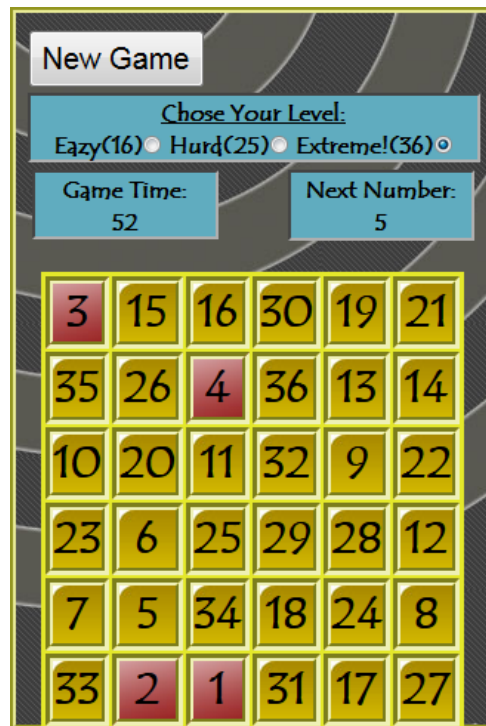 New Game
Chose Your Level:
Eazy(16) Hurd(25) Extreme!(36)
Game Time:
52
Next Number:
5
3 15 16 30 19 21
35 26 4 36 13 14
10 20 11 32 9 22
23 6 25 29 28 12
7 5 34 18 24 8
33 2 1 31 17 27